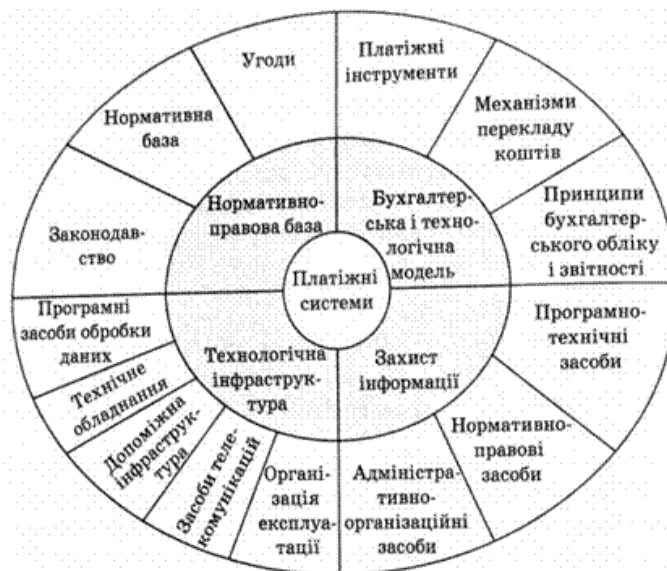 Угоди
Платіжні
інструменти
Нормативна
база
Механізми
перекладу
коштів
Законодав-
ство
Нормативно-
правова база
Бухгалтер-
ська і техно-
логічна
модель
Принципи
бухгалтер-
ського обліку
і звітності
Платіжні
системи
Програмні
засоби обробки
даних
Технологічна
інфраструк-
тура
Захист
інформації
Програмно-
технічні
засоби
Технічне
обладнання
Допоміжна
інфраструк-
тура
Засоби теле-
комунікацій
Органі-
зація
експлуа-
тації
Адміністра-
тивно-
організаційні
засоби
Нормативно-
правові
засоби